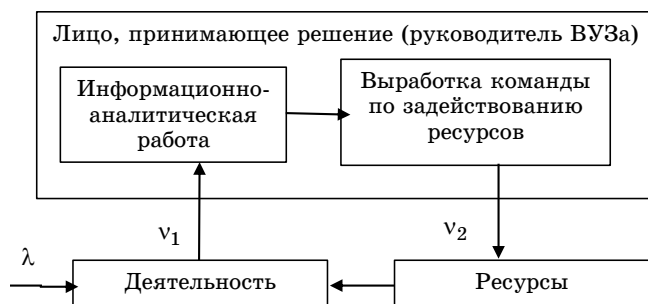 Лицо, принимающее решение (руководитель ВУЗа)
Информационно-
аналитическая
работа
Выработка команды
по задействованию
ресурсов
ν1
ν2
λ
Деятельность
Ресурсы